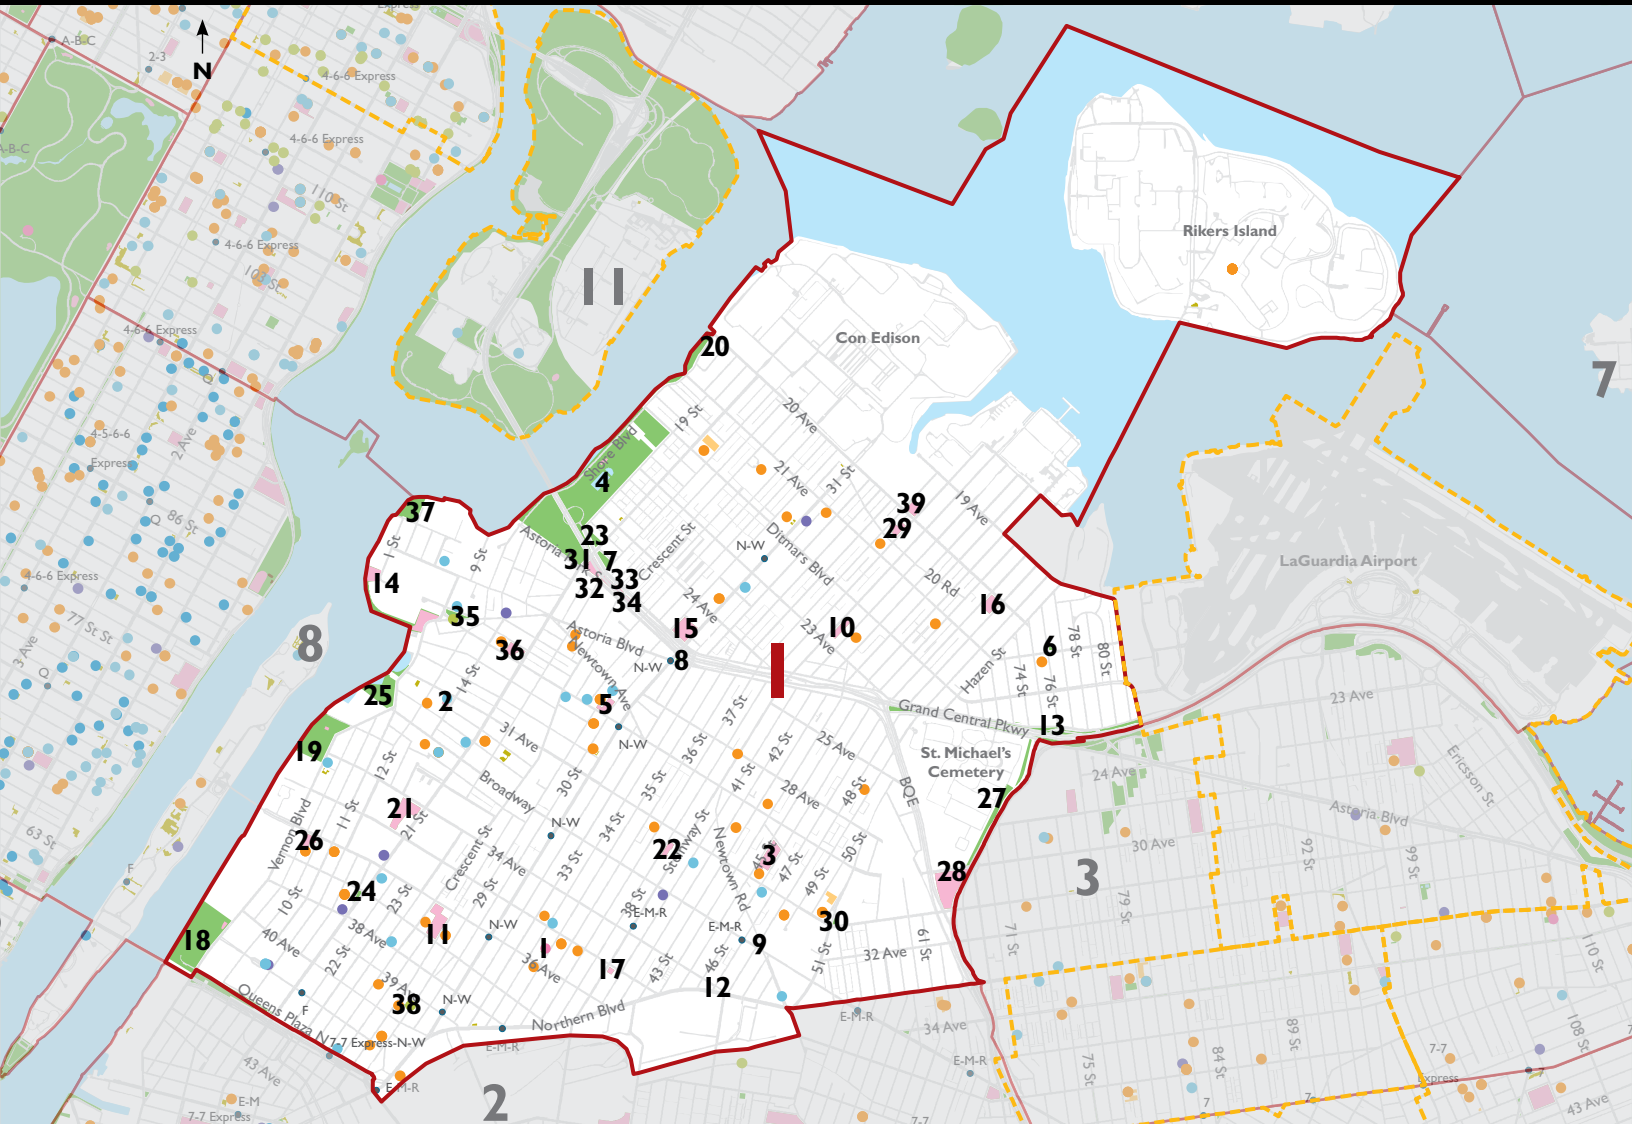 Express
A-B-C
2-3
N
4-6-6 Express
4-6-6 Express
A-B-C
110 St
4-6-6 Express
103 St
11
Rikers Island
4-6-6 Express
Con Edison
20
7
Q
4-5-6-6
Express
2 Ave
19 St
20 Ave
Shore Blvd
4
21 Ave
31 St
39
19 Ave
29
86 St
Q
37
1 St
9 St
23
Astoria
31
7
33
32
34
Crescent St
N-W
Ditmars Blvd
20 Rd
LaGuardia Airport
4-6-6 Express
14
35
24 Ave
15
10
23 Ave
16
77 St
3 Ave
8
36
Astoria Blvd
Newtown Ave
N-W
8
1
6
78 St
80 St
Hazen St
74 St
76 St
Q
25
14 St
2
5
37 St
Grand Central Pkwy
13
23 Ave
19
31 Ave
N-W
36 St
42 St
25 Ave
St. Michael's
Cemetery
24 Ave
Ericsson St
12 St
30 St
35 St
41 St
28 Ave
48 St
BQE
27
Broadway
21
21 St
11 St
Vernon Blvd
26
N-W
34 St
Steinway St
22
Newtown Rd
45 St
3
47 St
50 St
Astoria Blvd
63 St
Crescent St
34 Ave
33 St
30 Ave
92 St
99 St
F
24
23 St
29 St
49 St
28
3
79 St
10 St
18
40 Ave
38 Ave
11
N-W
38 St
E-M-R
E-M-R
9
30
71 St
22 St
1
36 Ave
17
43 St
46 St
51 St
32 Ave
61 St
110 St
39 Ave
38
N-W
12
Queens Plaza N
F
7-7 Express-N-W
Northern Blvd
E-M-R
E-M-R
34 Ave
89 St
108 St
43 Ave
E-M-R
2
E-M-R
75 St
84 St
7-7
Express
E-M
7-7 Express
7-7
7
7
43 Ave